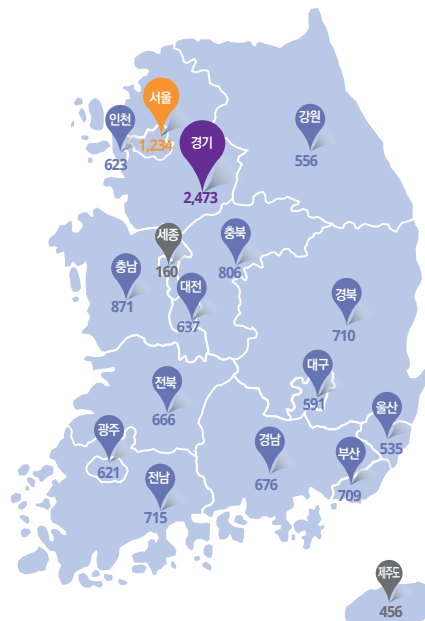 서울
1,234
인천
623
경기
2,473
강원
556
세종
160
충북
806
충남
871
대전
637
경북
710
대구
591
전북
666
울산
535
광주
621
경남
676
부산
709
전남
715
제주도
456